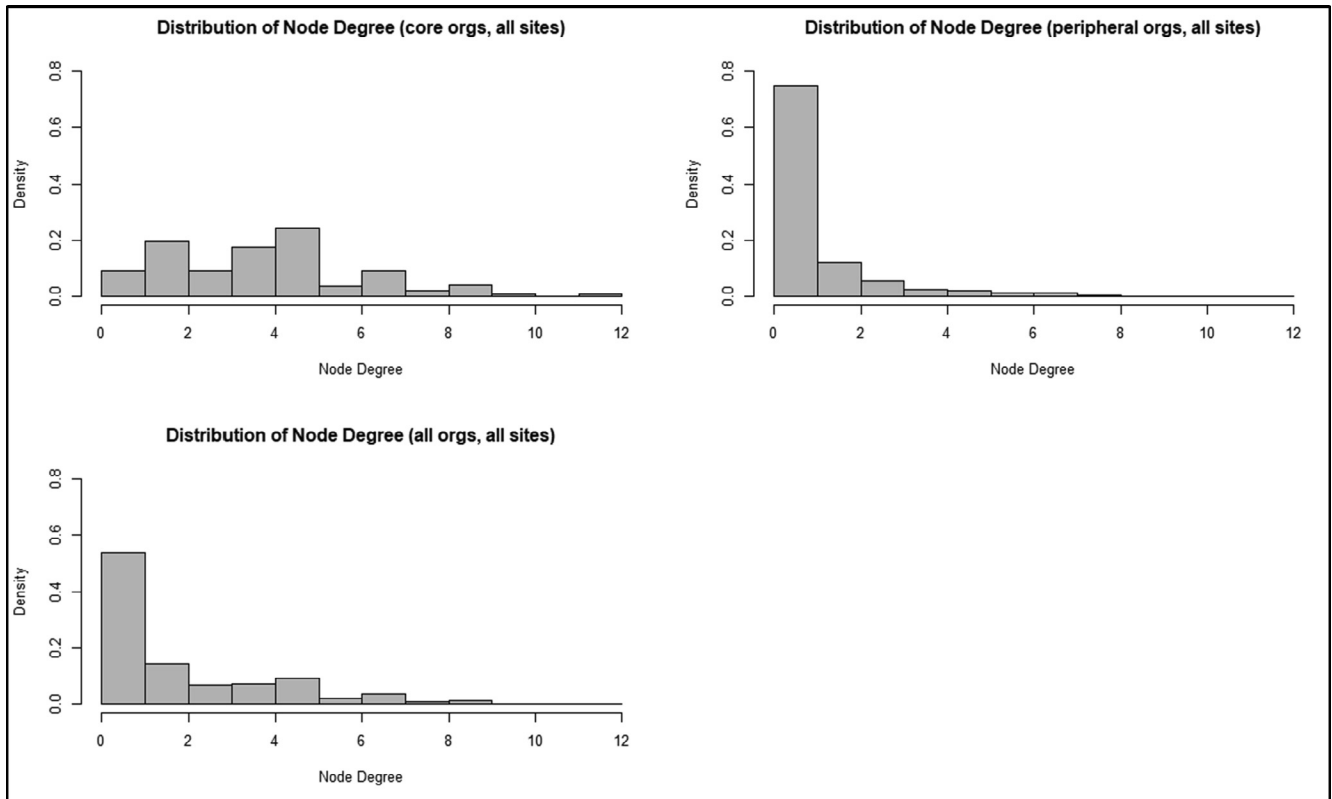 Distribution of Node Degree (core orgs, all sites)
Density
0.0 0.2 0.4 0.6 0.8
0 2 4 6 8 10 12
Node Degree
Distribution of Node Degree (peripheral orgs, all sites)
Density
0.0 0.2 0.4 0.6 0.8
0 2 4 6 8 10 12
Node Degree
Distribution of Node Degree (all orgs, all sites)
Density
0.0 0.2 0.4 0.6 0.8
0 2 4 6 8 10 12
Node Degree